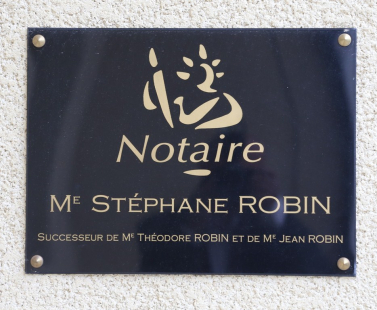 Notaire
Mᴱ Stéphane ROBIN
Successeur de Mᴱ Théodore ROBIN et de Mᴱ Jean ROBIN